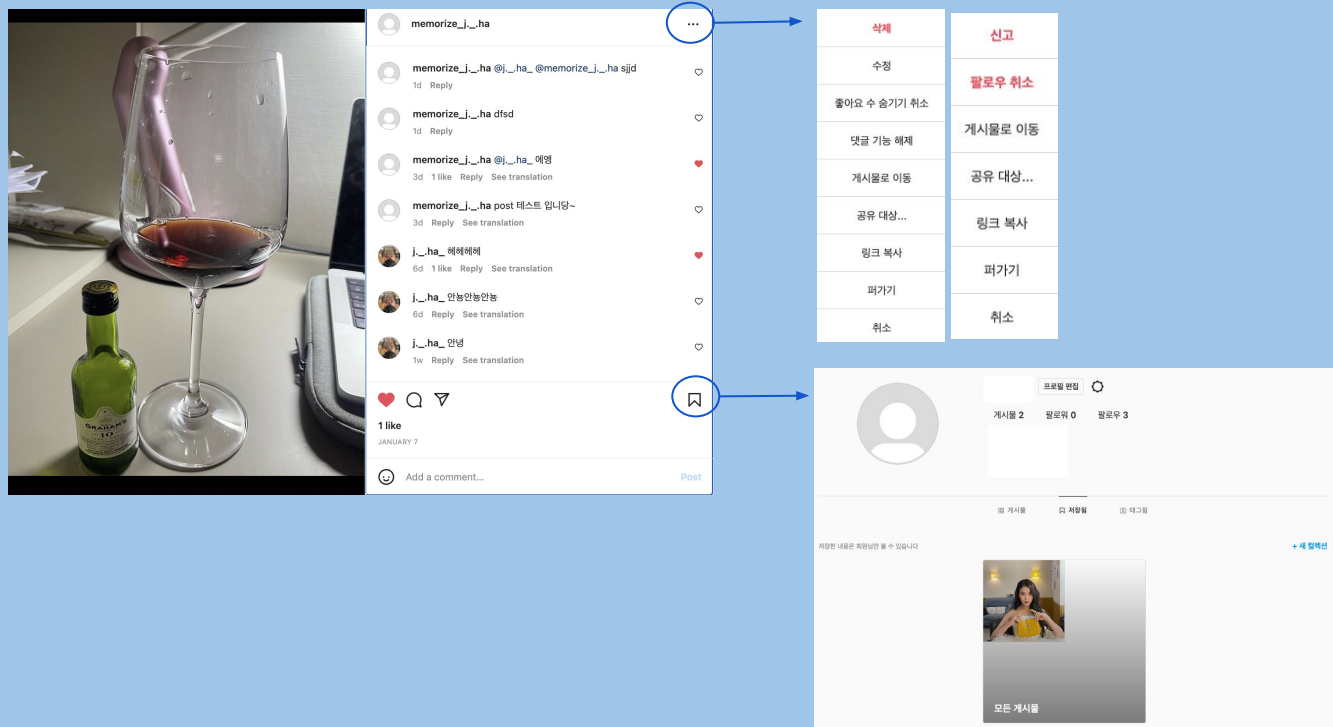 memorize_j._.ha
...
memorize_j._.ha @j._.ha_ @memorize_j._.ha sjjd
1d Reply
memorize_j._.ha dfsd
1d Reply
memorize_j._.ha @j._.ha_ 에엥
3d 1 like Reply See translation
memorize_j._.ha post 테스트 입니당~
3d Reply See translation
j._.ha_ 헤헤헤헤
6d 1 like Reply See translation
j._.ha_ 안뇽안뇽안뇽
6d Reply See translation
j._.ha_ 안녕
1w Reply See translation
1 like
JANUARY 7
Add a comment...
Post
GRAHAM'S
10
삭제
수정
좋아요 수 숨기기 취소
댓글 기능 해제
게시물로 이동
공유 대상...
링크 복사
퍼가기
취소
신고
팔로우 취소
게시물로 이동
공유 대상...
링크 복사
퍼가기
취소
프로필 편집
게시물 2 팔로워 0 팔로우 3
게시물 저장됨 태그됨
저장한 내용은 회원님만 볼 수 있습니다
+ 새 컬렉션
모든 게시물